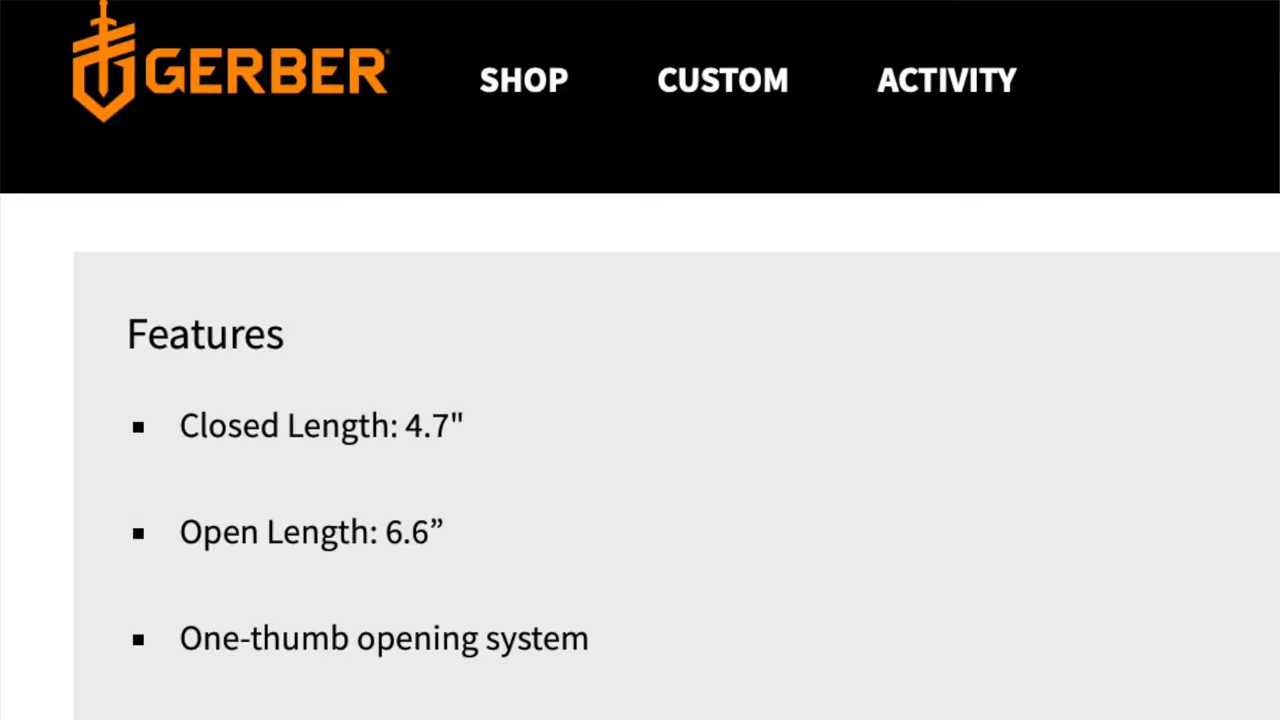 GERBER
SHOP CUSTOM ACTIVITY
Features
▪ Closed Length: 4.7"
▪ Open Length: 6.6”
▪ One-thumb opening system